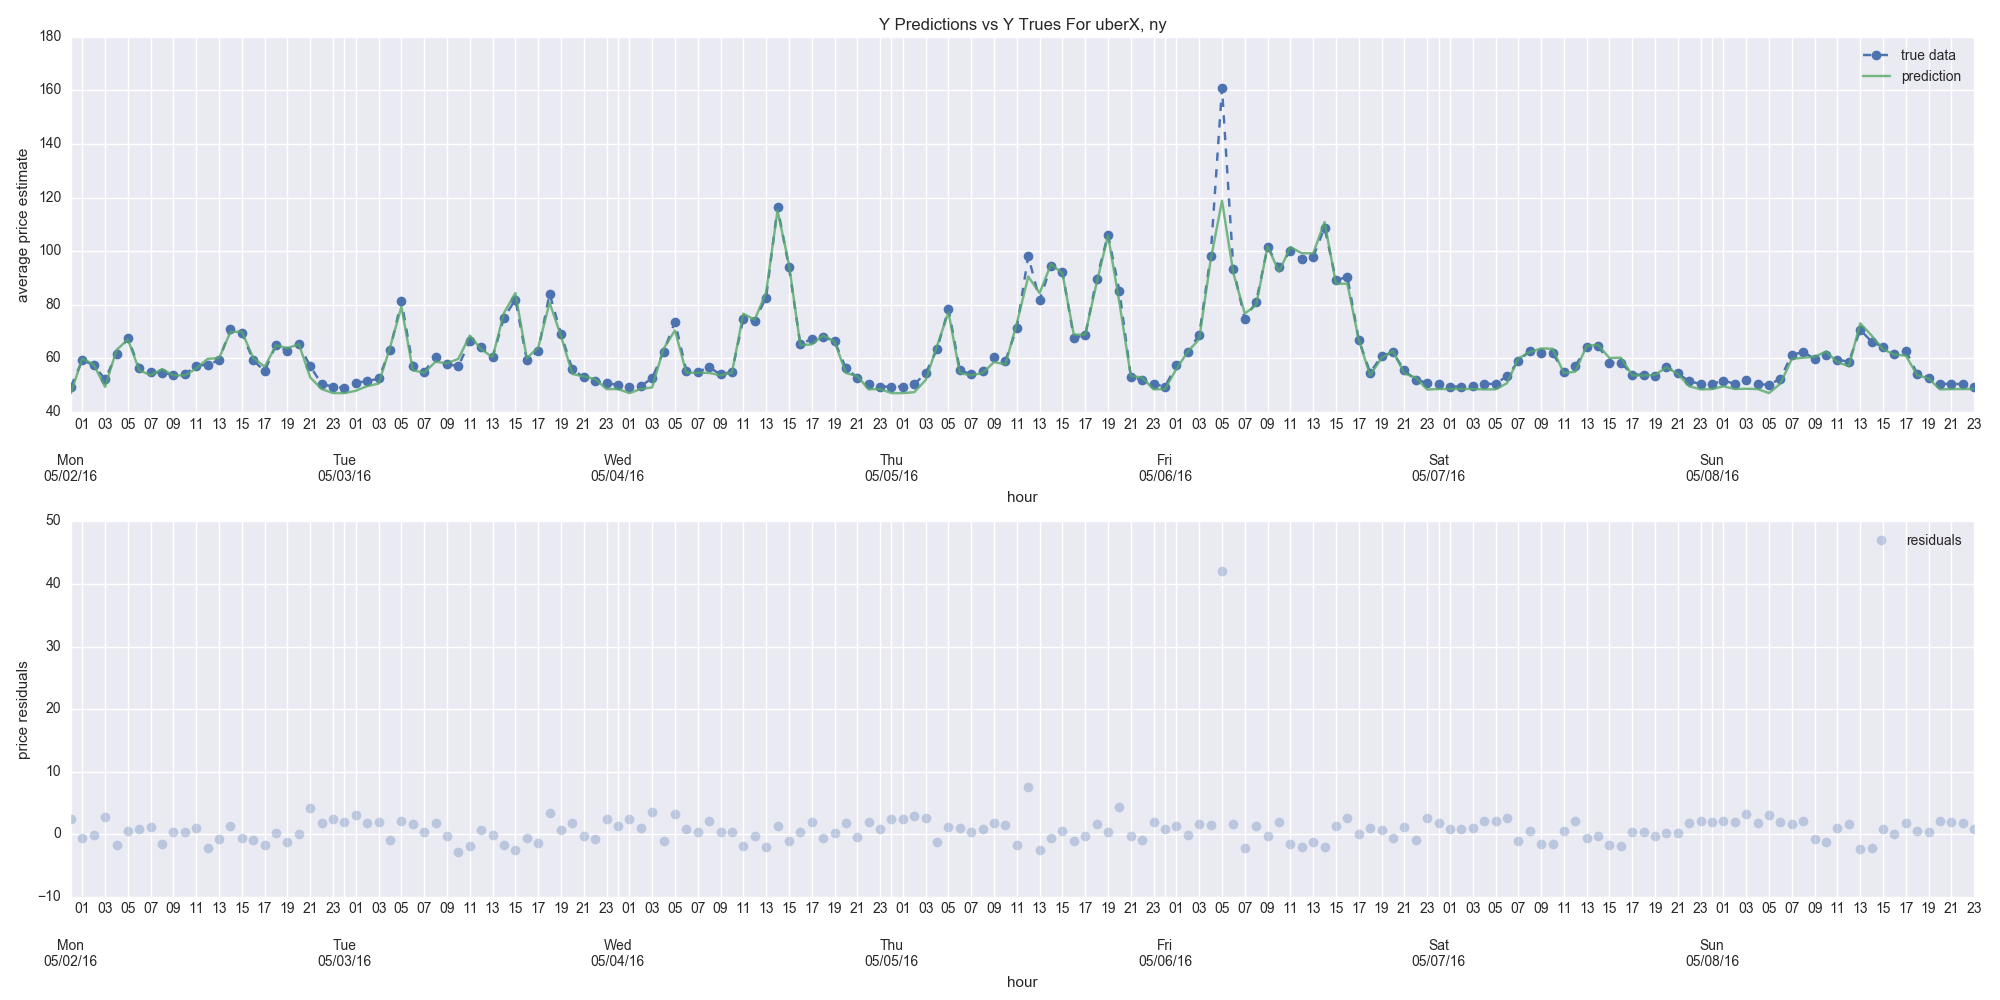 Y Predictions vs Y Trues For uberX, ny
180
160
140
120
100
80
60
40
average price estimate
true data
prediction
01 03 05 07 09 11 13 15 17 19 21 23 01 03 05 07 09 11 13 15 17 19 21 23 01 03 05 07 09 11 13 15 17 19 21 23 01 03 05 07 09 11 13 15 17 19 21 23 01 03 05 07 09 11 13 15 17 19 21 23 01 03 05 07 09 11 13 15 17 19 21 23 01 03 05 07 09 11 13 15 17 19 21 23
Mon Tue Wed Thu Fri Sat Sun
05/02/16 05/03/16 05/04/16 05/05/16 05/06/16 05/07/16 05/08/16
hour
50
40
30
20
10
0
−10
price residuals
residuals
01 03 05 07 09 11 13 15 17 19 21 23 01 03 05 07 09 11 13 15 17 19 21 23 01 03 05 07 09 11 13 15 17 19 21 23 01 03 05 07 09 11 13 15 17 19 21 23 01 03 05 07 09 11 13 15 17 19 21 23 01 03 05 07 09 11 13 15 17 19 21 23 01 03 05 07 09 11 13 15 17 19 21 23
Mon Tue Wed Thu Fri Sat Sun
05/02/16 05/03/16 05/04/16 05/05/16 05/06/16 05/07/16 05/08/16
hour